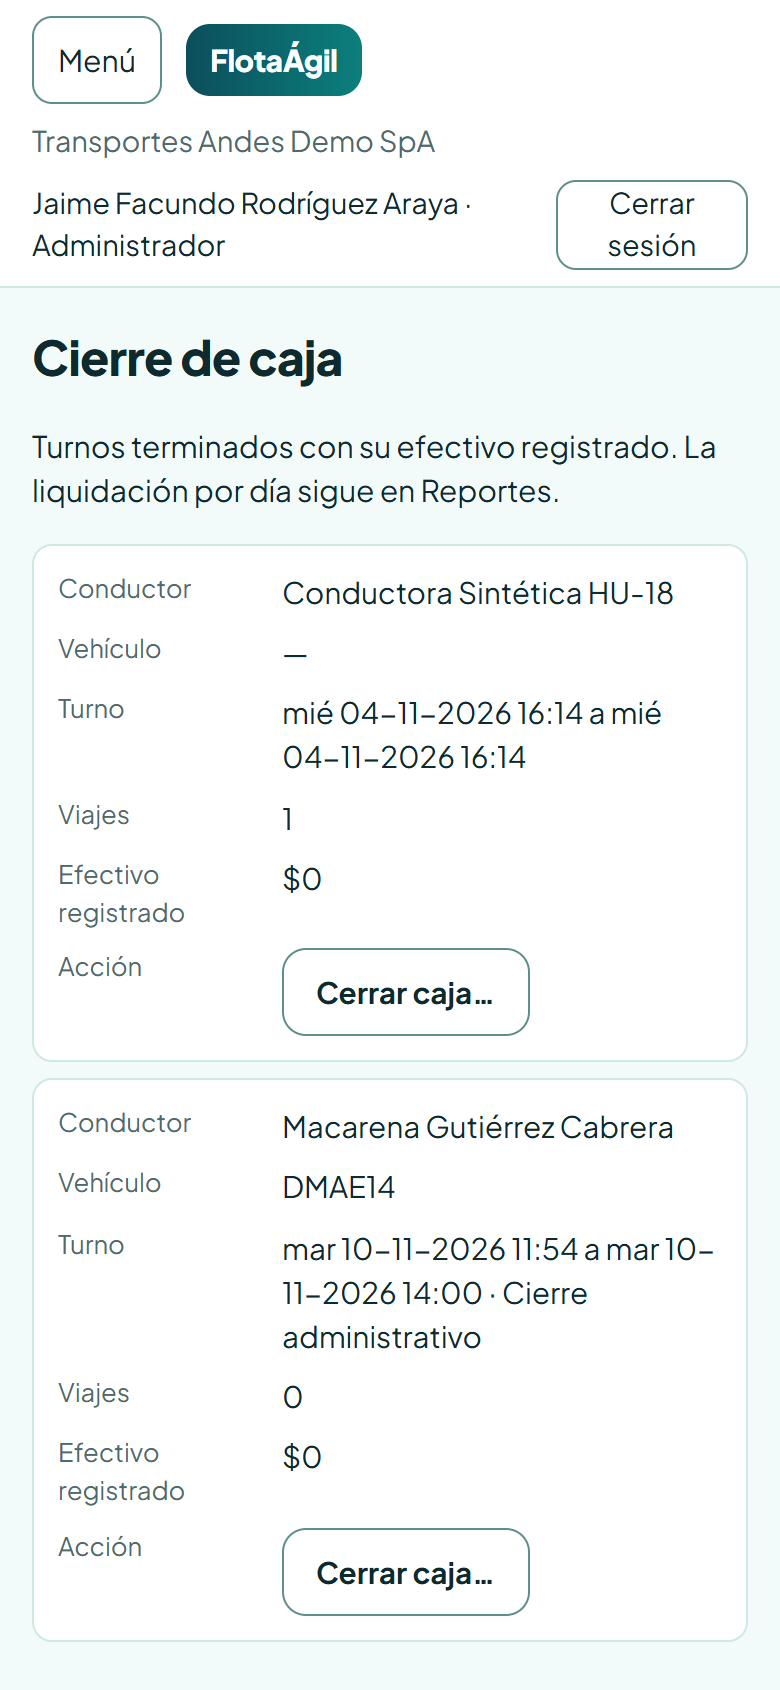 Menú
FlotaÁgil
Transportes Andes Demo SpA
Jaime Facundo Rodríguez Araya ·
Administrador
Cerrar
sesión
Cierre de caja
Turnos terminados con su efectivo registrado. La
liquidación por día sigue en Reportes.
Conductor
Conductora Sintética HU-18
Vehículo
—
Turno
mié 04-11-2026 16:14 a mié
04-11-2026 16:14
Viajes
1
Efectivo
registrado
$0
Acción
Cerrar caja…
Conductor
Macarena Gutiérrez Cabrera
Vehículo
DMAE14
Turno
mar 10-11-2026 11:54 a mar 10-
11-2026 14:00 · Cierre
administrativo
Viajes
0
Efectivo
registrado
$0
Acción
Cerrar caja…